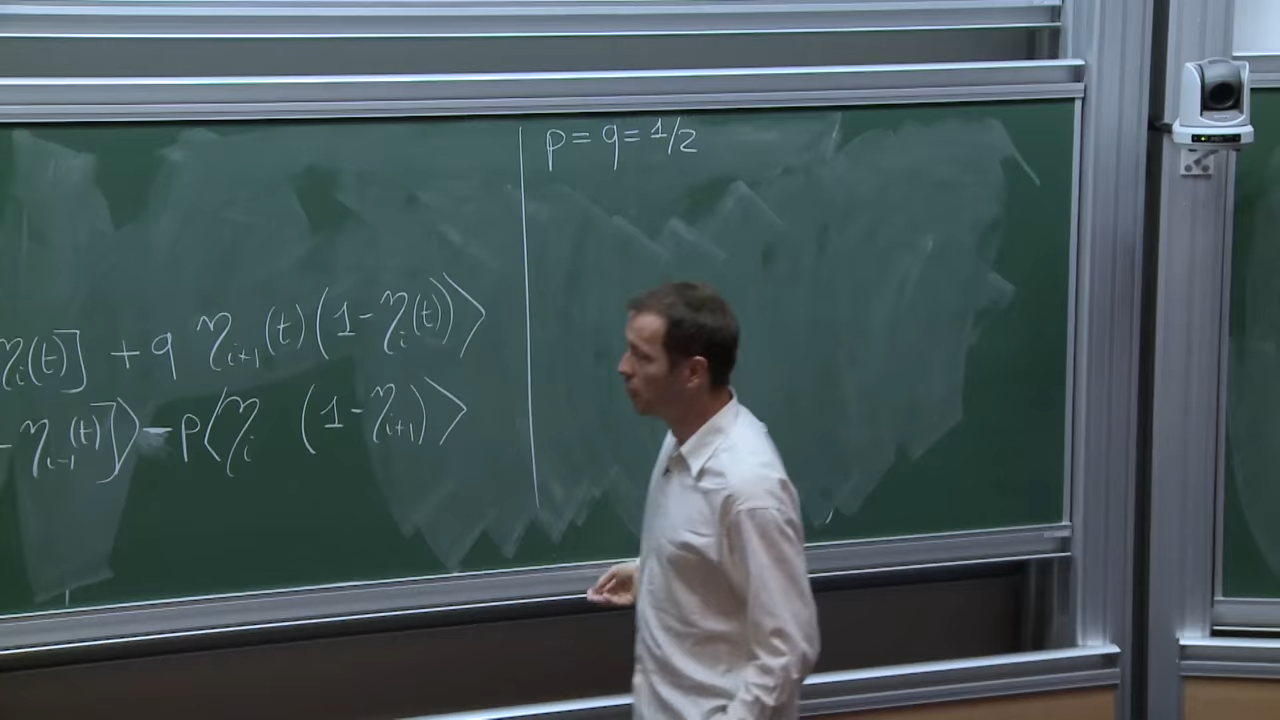 η_i(t)] + q η_{i+1}(t)(1-η_i(t))⟩
-η_{i-1}(t)]⟩ - p⟨η_i (1-η_{i+1})⟩
p = q = 1/2